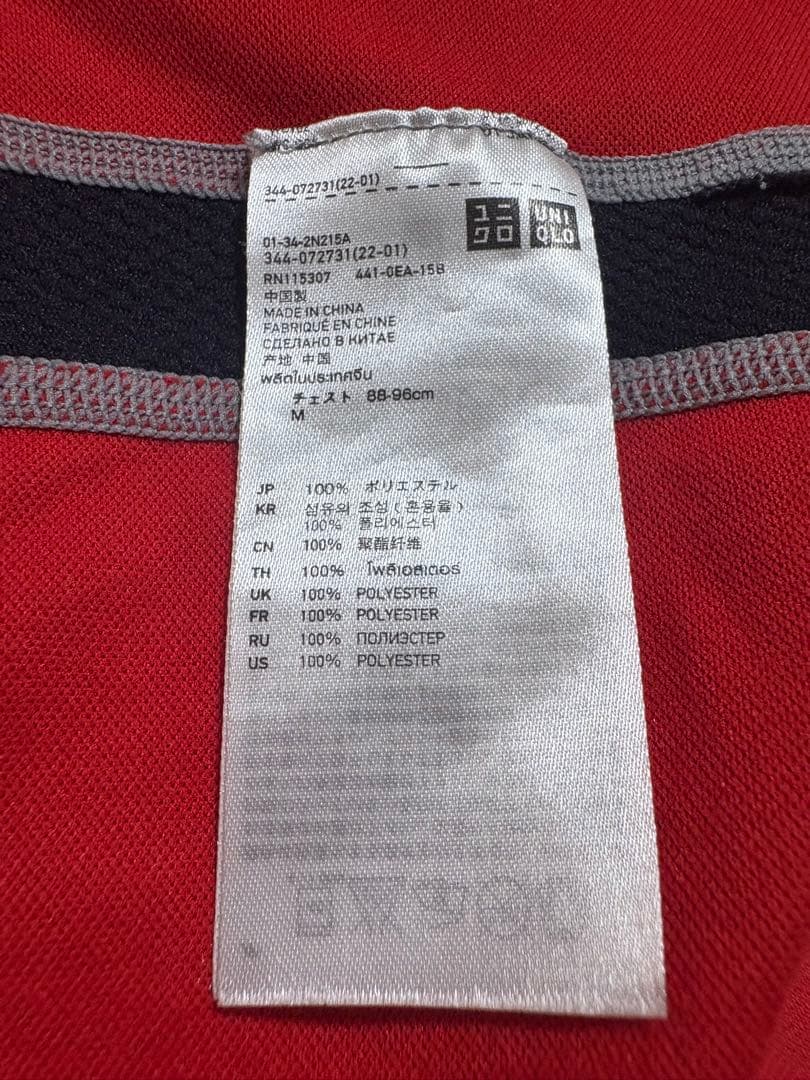 344-072731(22-01)
ユニ
クロ
UNI
QLO
01-34-2N215A
344-072731(22-01)
RN115307 441-0EA-15B
中国製
MADE IN CHINA
FABRIQUÉ EN CHINE
СДЕЛАНО В КИТАЕ
产地 中国
ผลิตในประเทศจีน
チェスト 88-96cm
M
JP 100% ポリエステル
KR 섬유의 조성 ( 혼용율 )
100% 폴리에스터
CN 100% 聚酯纤维
TH 100% โพลิเอสเตอร์
UK 100% POLYESTER
FR 100% POLYESTER
RU 100% ПОЛИЭСТЕР
US 100% POLYESTER